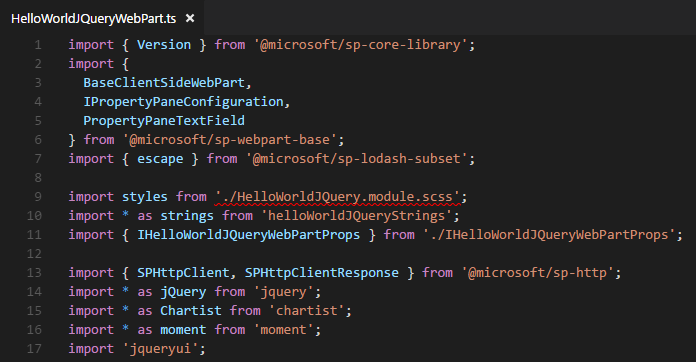 HelloWorldJQueryWebPart.ts ×
1 import { Version } from '@microsoft/sp-core-library';
2 import {
3   BaseClientSideWebPart,
4   IPropertyPaneConfiguration,
5   PropertyPaneTextField
6 } from '@microsoft/sp-webpart-base';
7 import { escape } from '@microsoft/sp-lodash-subset';
8
9 import styles from './HelloWorldJQuery.module.scss';
10 import * as strings from 'helloWorldJQueryStrings';
11 import { IHelloWorldJQueryWebPartProps } from './IHelloWorldJQueryWebPartProps';
12
13 import { SPHttpClient, SPHttpClientResponse } from '@microsoft/sp-http';
14 import * as jQuery from 'jquery';
15 import * as Chartist from 'chartist';
16 import * as moment from 'moment';
17 import 'jqueryui';